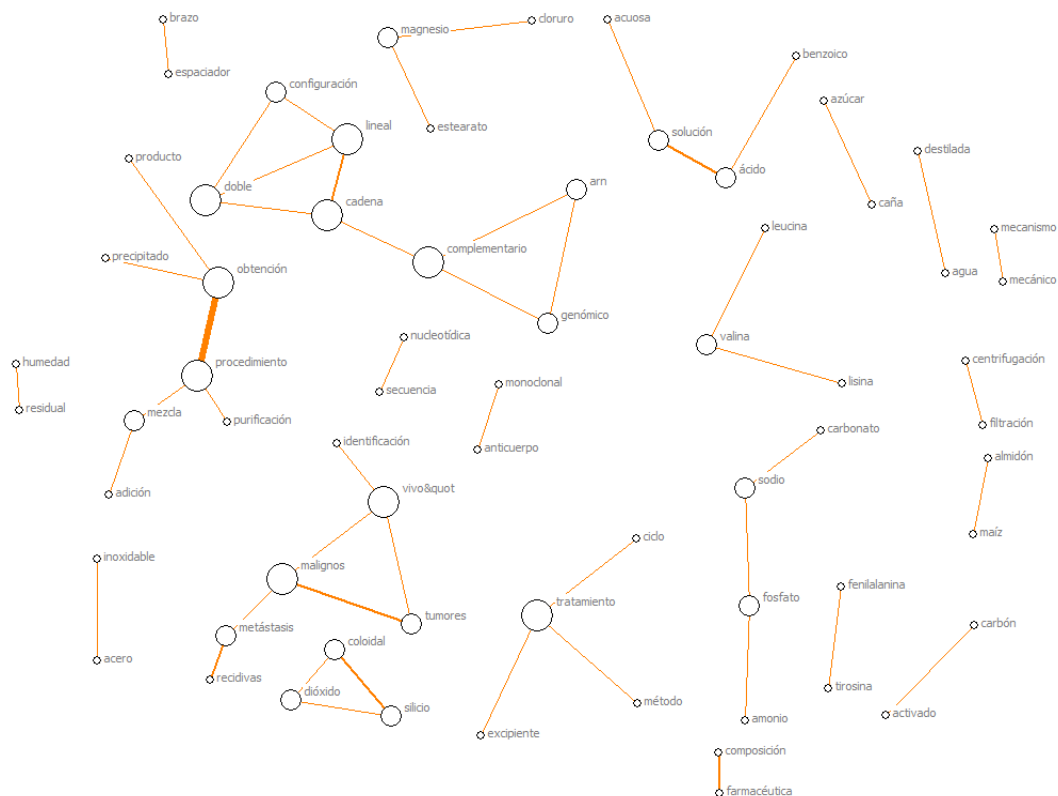 brazo
cloruro
acuosa
magnesio
benzoico
espaciador
configuración
azúcar
lineal
estearato
solución
destilada
producto
ácido
doble
arn
cadena
caña
leucina
mecanismo
complementario
precipitado
obtención
agua
mecánico
genómico
nucleotídica
valina
humedad
procedimiento
centrifugación
secuencia
monoclonal
lisina
residual
mezcla
purificación
filtración
identificación
carbonato
anticuerpo
almidón
sodio
adición
vivo&quot
maíz
ciclo
inoxidable
malignos
fenilalanina
tratamiento
fosfato
tumores
carbón
metástasis
coloidal
acero
recidivas
tirosina
dióxido
método
silicio
activado
amonio
excipiente
composición
farmacéutica